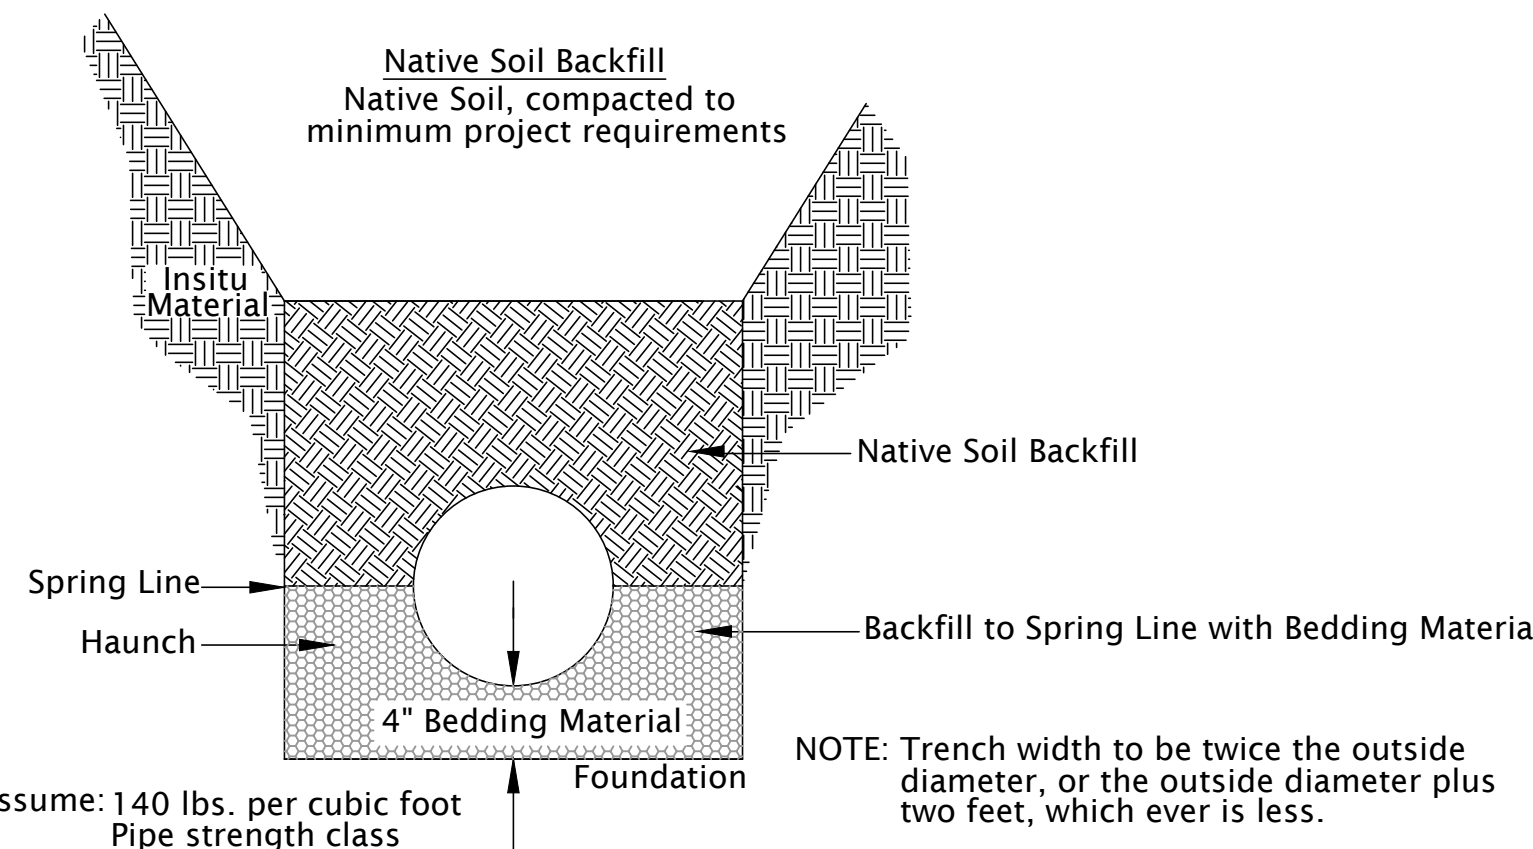 Native Soil Backfill
Native Soil, compacted to
minimum project requirements
Insitu
Material
Native Soil Backfill
Spring Line
Haunch
Backfill to Spring Line with Bedding Materia
4" Bedding Material
Foundation
NOTE: Trench width to be twice the outside
diameter, or the outside diameter plus
two feet, which ever is less.
ssume: 140 lbs. per cubic foot
Pipe strength class